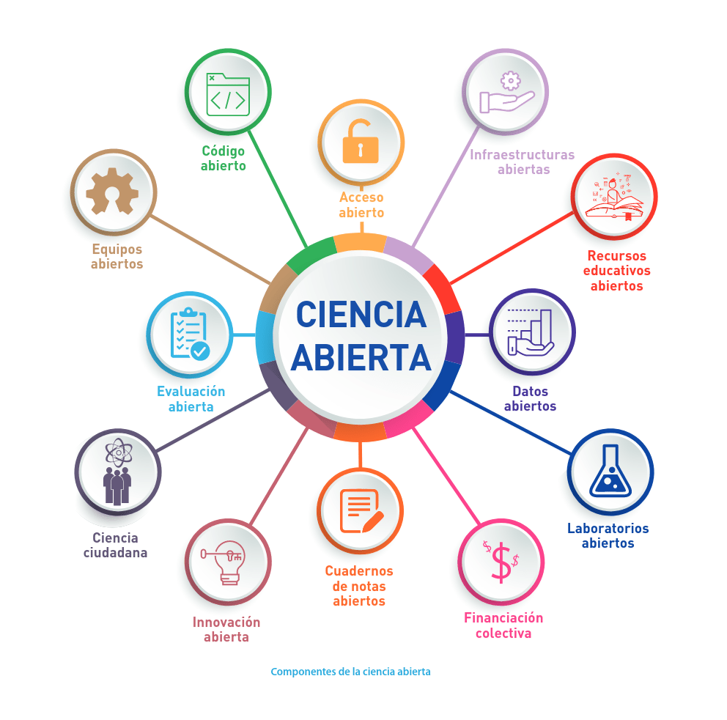 Código
abierto
Acceso
abierto
Infraestructuras
abiertas
Equipos
abiertos
Recursos
educativos
abiertos
CIENCIA
ABIERTA
Evaluación
abierta
Datos
abiertos
Ciencia
ciudadana
Laboratorios
abiertos
Cuadernos
de notas
abiertos
Innovación
abierta
Financiación
colectiva
Componentes de la ciencia abierta